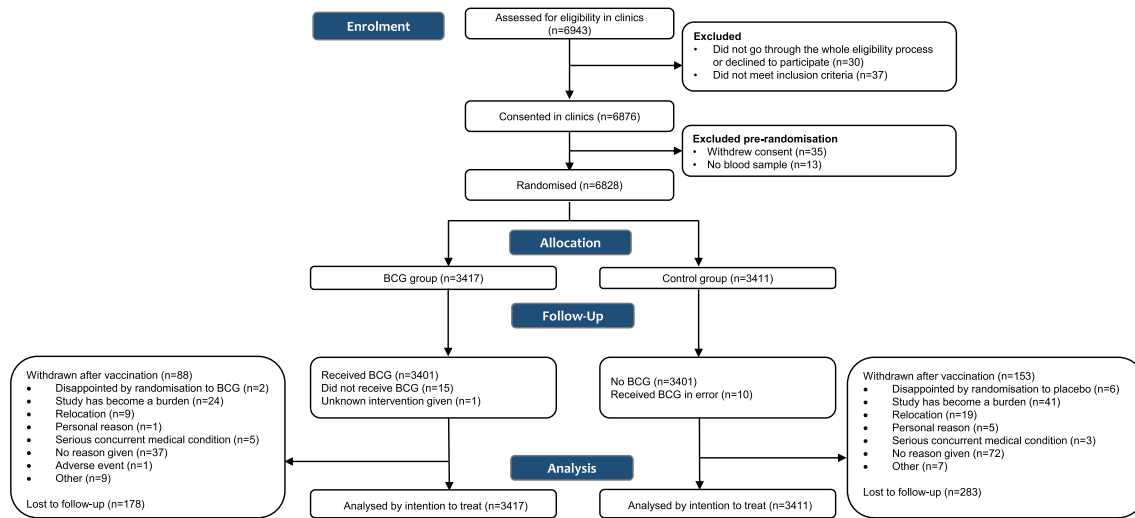 Enrolment
Assessed for eligibility in clinics
(n=6943)
Excluded
• Did not go through the whole eligibility process
or declined to participate (n=30)
• Did not meet inclusion criteria (n=37)
Consented in clinics (n=6876)
Excluded pre-randomisation
• Withdrew consent (n=35)
• No blood sample (n=13)
Randomised (n=6828)
Allocation
BCG group (n=3417)
Control group (n=3411)
Follow-Up
Withdrawn after vaccination (n=88)
• Disappointed by randomisation to BCG (n=2)
• Study has become a burden (n=24)
• Relocation (n=9)
• Personal reason (n=1)
• Serious concurrent medical condition (n=5)
• No reason given (n=37)
• Adverse event (n=1)
• Other (n=9)
Lost to follow-up (n=178)
Received BCG (n=3401)
Did not receive BCG (n=15)
Unknown intervention given (n=1)
No BCG (n=3401)
Received BCG in error (n=10)
Withdrawn after vaccination (n=153)
• Disappointed by randomisation to placebo (n=6)
• Study has become a burden (n=41)
• Relocation (n=19)
• Personal reason (n=5)
• Serious concurrent medical condition (n=3)
• No reason given (n=72)
• Other (n=7)
Lost to follow-up (n=283)
Analysis
Analysed by intention to treat (n=3417)
Analysed by intention to treat (n=3411)